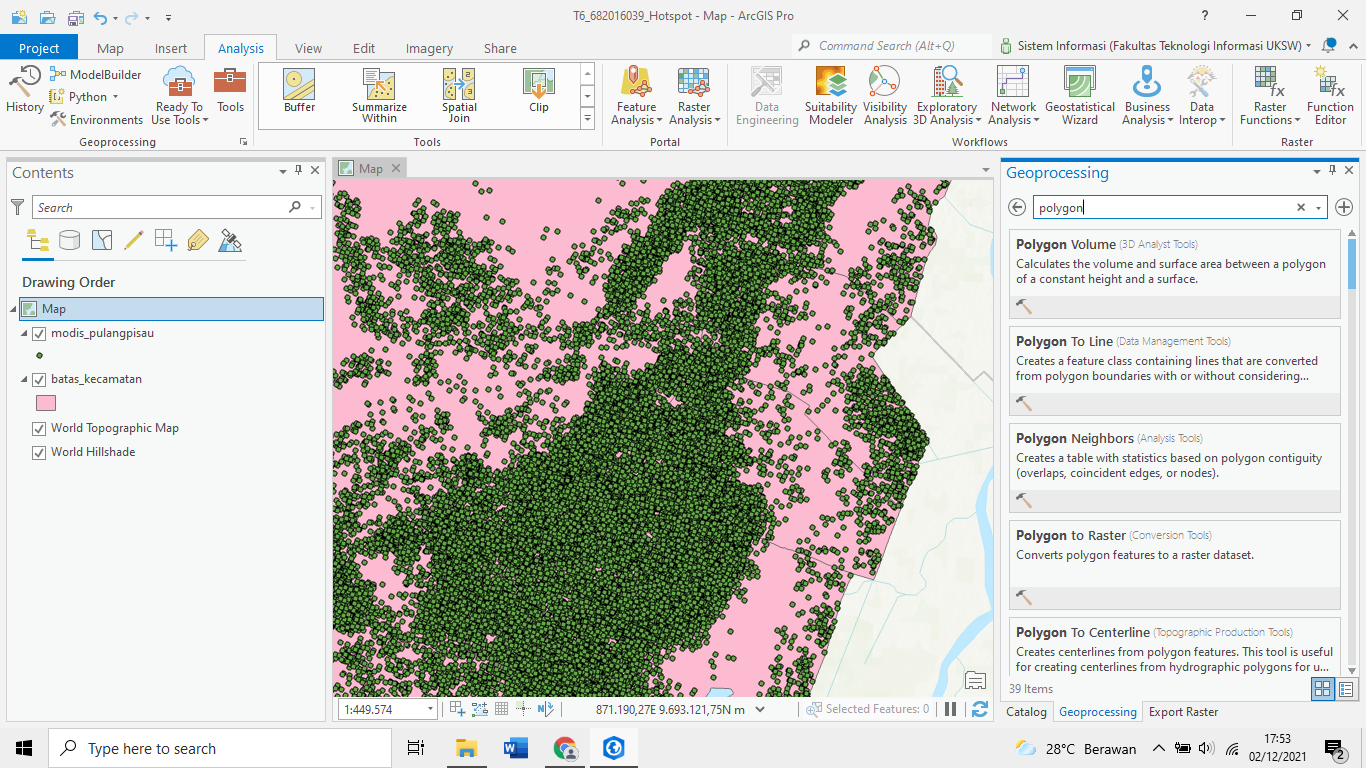 T6_682016039_Hotspot - Map - ArcGIS Pro
?
Project Map Insert Analysis View Edit Imagery Share
Command Search (Alt+Q)
Sistem Informasi (Fakultas Teknologi Informasi UKSW)
History
ModelBuilder
Python
Environments
Ready To Use Tools
Tools
Geoprocessing
Buffer
Summarize Within
Spatial Join
Clip
Tools
Feature Analysis
Raster Analysis
Portal
Data Engineering
Suitability Modeler
Visibility Analysis
Exploratory 3D Analysis
Network Analysis
Geostatistical Wizard
Business Analysis
Data Interop
Workflows
Raster Functions
Function Editor
Raster
Contents
Search
Drawing Order
Map
modis_pulangpisau
batas_kecamatan
World Topographic Map
World Hillshade
Map
1:449.574
871.190,27E 9.693.121,75N m
Selected Features: 0
Geoprocessing
polygon
Polygon Volume (3D Analyst Tools)
Calculates the volume and surface area between a polygon
of a constant height and a surface.
Polygon To Line (Data Management Tools)
Creates a feature class containing lines that are converted
from polygon boundaries with or without considering...
Polygon Neighbors (Analysis Tools)
Creates a table with statistics based on polygon contiguity
(overlaps, coincident edges, or nodes).
Polygon to Raster (Conversion Tools)
Converts polygon features to a raster dataset.
Polygon To Centerline (Topographic Production Tools)
Creates centerlines from polygon features. This tool is useful
for creating centerlines from hydrographic polygons for u...
39 Items
Catalog Geoprocessing Export Raster
Type here to search
28°C Berawan
17:53
02/12/2021
2